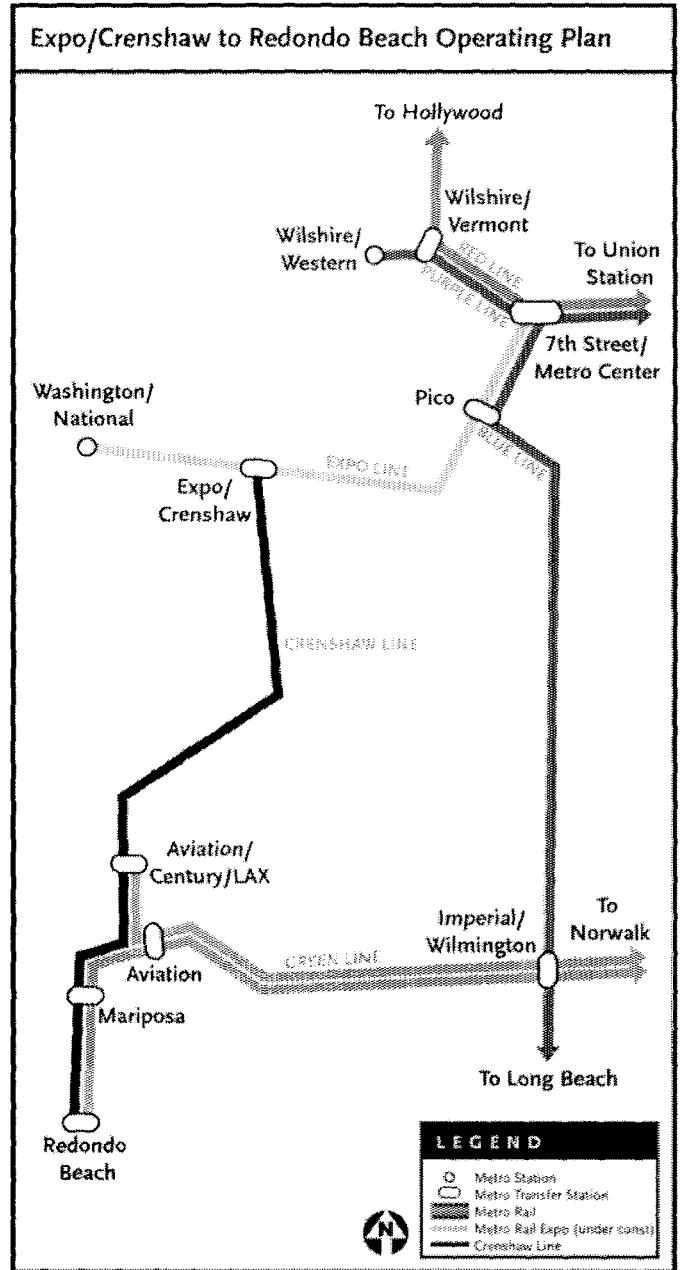 Expo/Crenshaw to Redondo Beach Operating Plan
To Hollywood
Wilshire/
Vermont
Wilshire/
Western
RED LINE
PURPLE LINE
To Union
Station
7th Street/
Metro Center
Pico
BLUE LINE
Washington/
National
EXPO LINE
Expo/
Crenshaw
CRENSHAW LINE
Aviation/
Century/LAX
Aviation
GREEN LINE
Imperial/
Wilmington
To
Norwalk
Mariposa
To Long Beach
Redondo
Beach
LEGEND
Metro Station
Metro Transfer Station
Metro Rail
Metro Rail Expo (under const)
Crenshaw Line
N